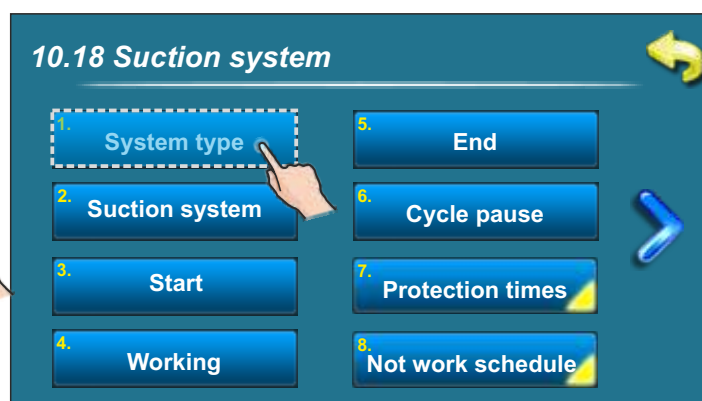 10.18 Suction system
1.
System type
2.
Suction system
3.
Start
4.
Working
5.
End
6.
Cycle pause
7.
Protection times
8.
Not work schedule